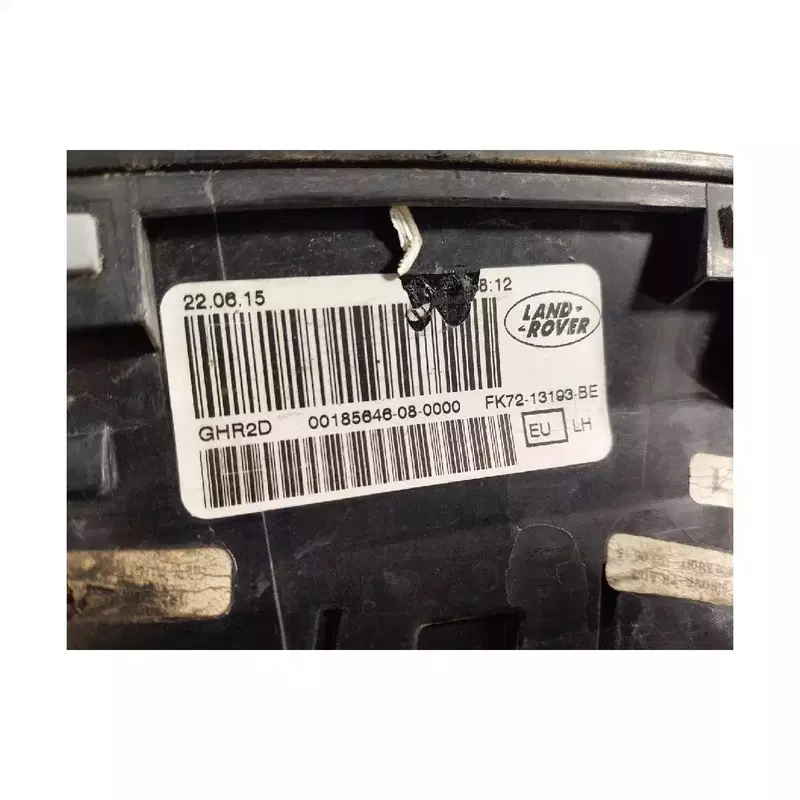 22.06.15 8:12
LAND-
-ROVER
GHR2D 00185646-08-0000 FK72-13193-BE
EU LH